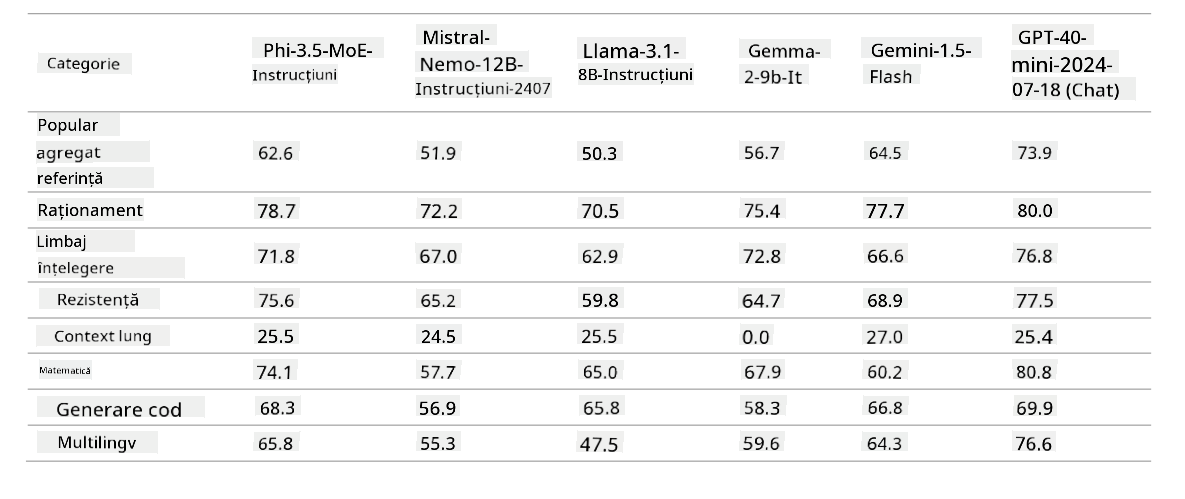 Categorie Phi-3.5-MoE-Instrucțiuni Mistral-Nemo-12B-Instrucțiuni-2407 Llama-3.1-8B-Instrucțiuni Gemma-2-9b-It Gemini-1.5-Flash GPT-40-mini-2024-07-18 (Chat)
Popular agregat referință 62.6 51.9 50.3 56.7 64.5 73.9
Raționament 78.7 72.2 70.5 75.4 77.7 80.0
Limbaj înțelegere 71.8 67.0 62.9 72.8 66.6 76.8
Rezistență 75.6 65.2 59.8 64.7 68.9 77.5
Context lung 25.5 24.5 25.5 0.0 27.0 25.4
Matematică 74.1 57.7 65.0 67.9 60.2 80.8
Generare cod 68.3 56.9 65.8 58.3 66.8 69.9
Multilingv 65.8 55.3 47.5 59.6 64.3 76.6